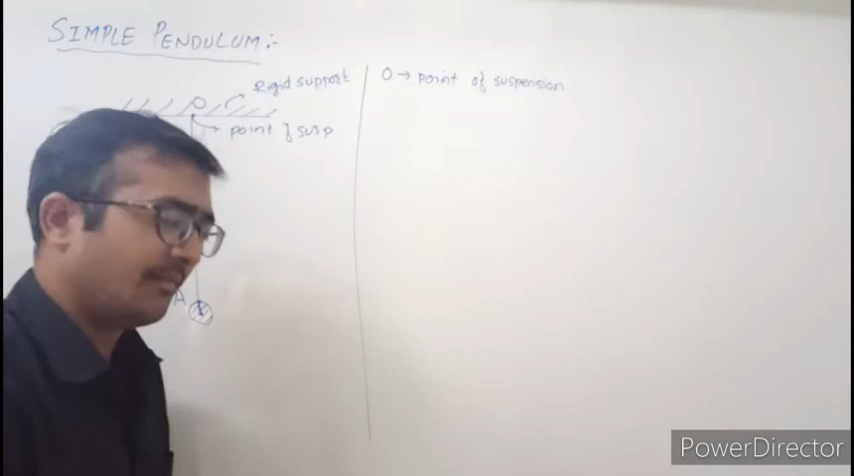 SIMPLE PENDULUM:-
Rigid support
O
point of susp
A
O → point of suspension
PowerDirector